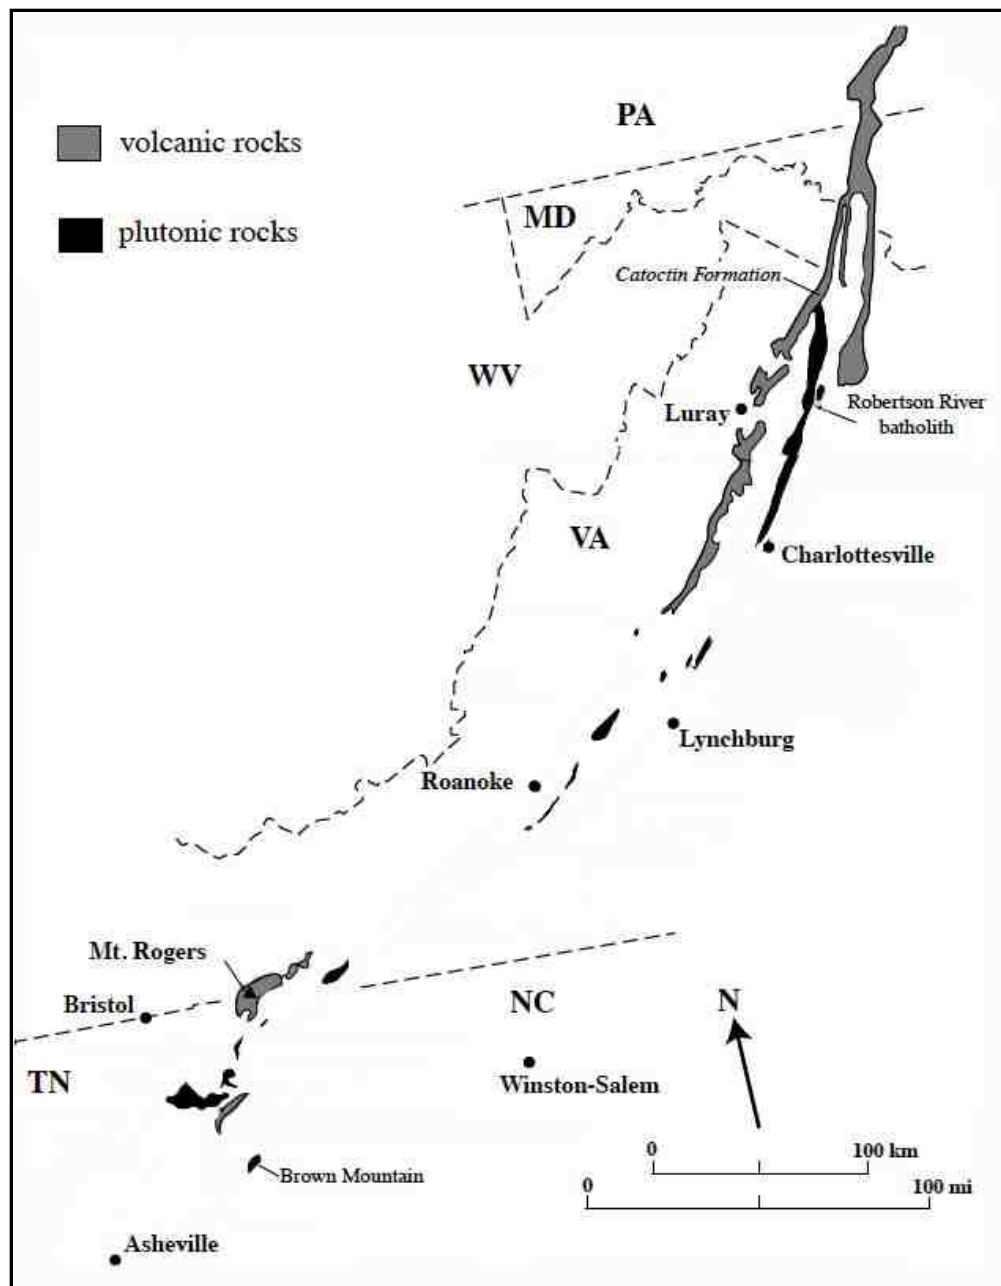 PA
volcanic rocks
MD
plutonic rocks
Catoctin Formation
WV
Luray
Robertson River
batholith
VA
Charlottesville
Lynchburg
Roanoke
Mt. Rogers
Bristol
NC
N
TN
Winston-Salem
0 100 km
0 100 mi
Brown Mountain
Asheville